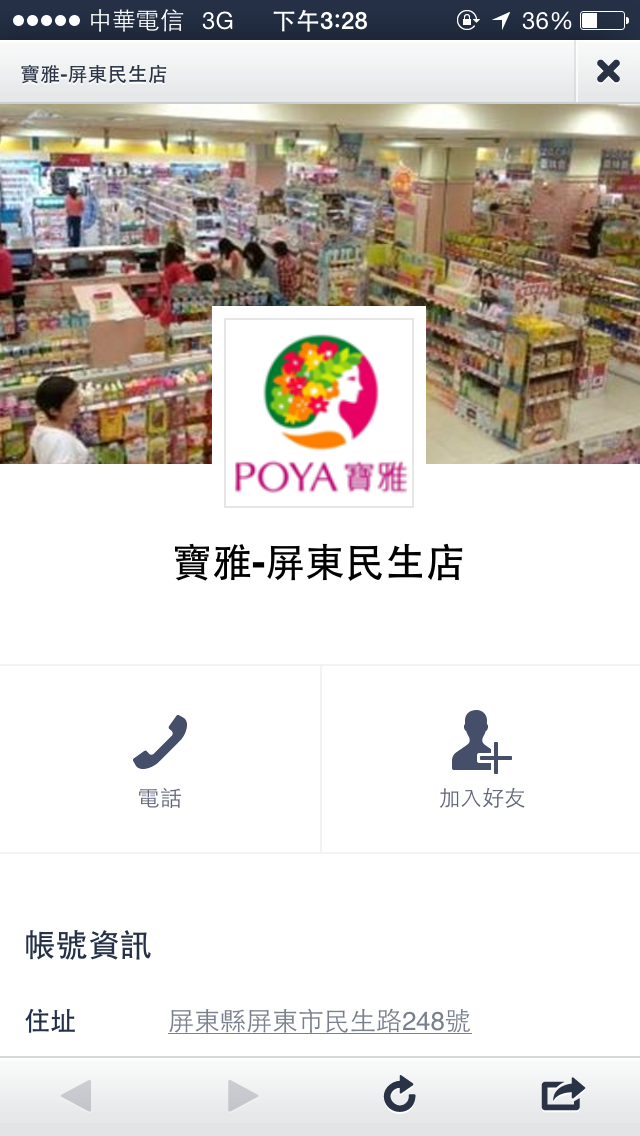 中華電信 3G 下午3:28 36%
寶雅-屏東民生店
POYA 寶雅
寶雅-屏東民生店
電話
加入好友
帳號資訊
住址 屏東縣屏東市民生路248號